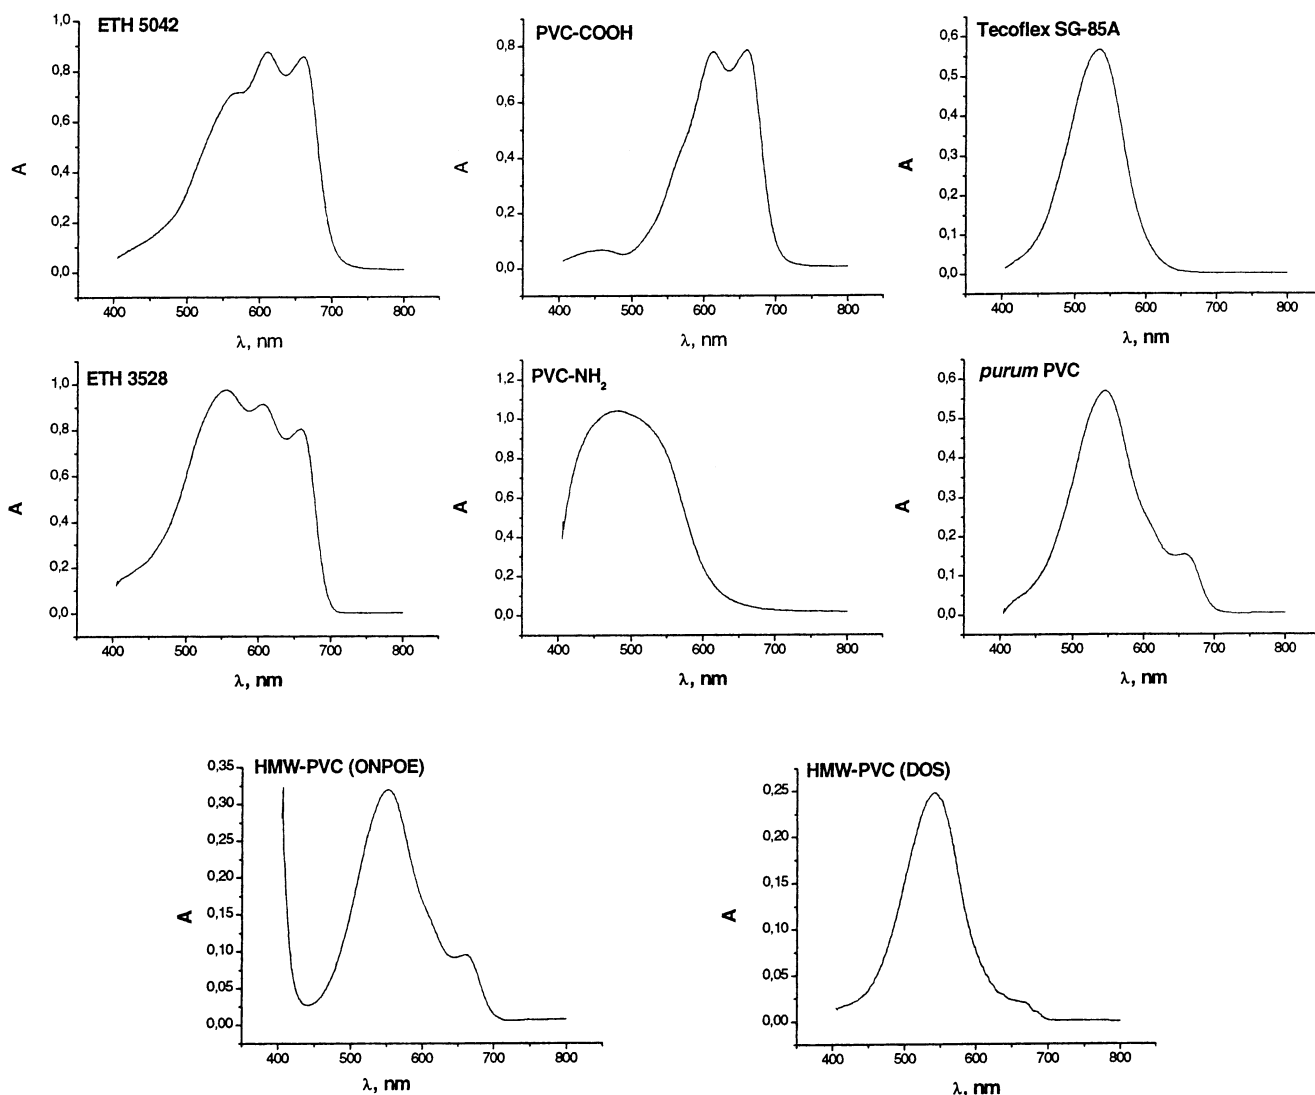 ETH 5042
1,0
0,8
0,6
0,4
0,2
0,0
A
400 500 600 700 800
λ, nm
PVC-COOH
0,8
0,6
0,4
0,2
0,0
A
400 500 600 700 800
λ, nm
Tecoflex SG-85A
0,6
0,5
0,4
0,3
0,2
0,1
0,0
A
400 500 600 700 800
λ, nm
ETH 3528
1,0
0,8
0,6
0,4
0,2
0,0
A
400 500 600 700 800
λ, nm
PVC-NH₂
1,2
1,0
0,8
0,6
0,4
0,2
0,0
A
400 500 600 700 800
λ, nm
purum PVC
0,6
0,5
0,4
0,3
0,2
0,1
0,0
A
400 500 600 700 800
λ, nm
HMW-PVC (ONPOE)
0,35
0,30
0,25
0,20
0,15
0,10
0,05
0,00
A
400 500 600 700 800
λ, nm
HMW-PVC (DOS)
0,25
0,20
0,15
0,10
0,05
0,00
A
400 500 600 700 800
λ, nm